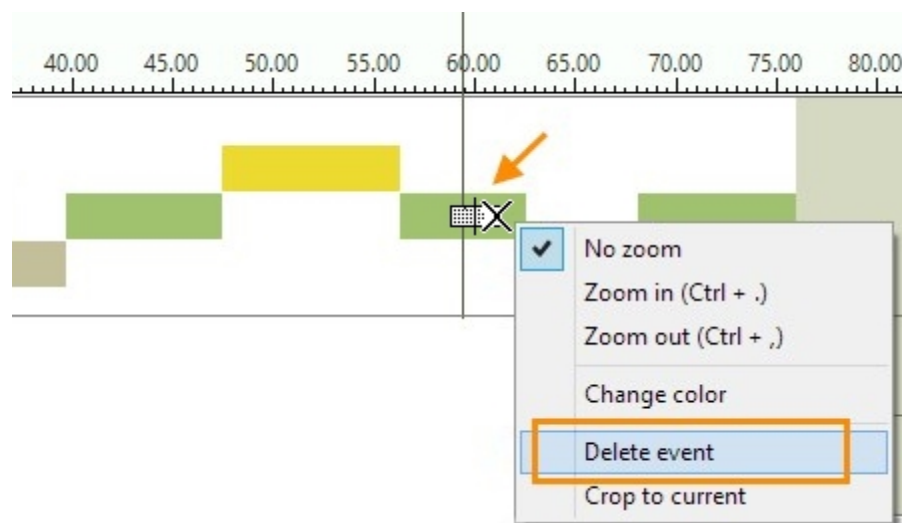 40.00 45.00 50.00 55.00 60.00 65.00 70.00 75.00 80.00
No zoom
Zoom in (Ctrl + .)
Zoom out (Ctrl + ,)
Change color
Delete event
Crop to current